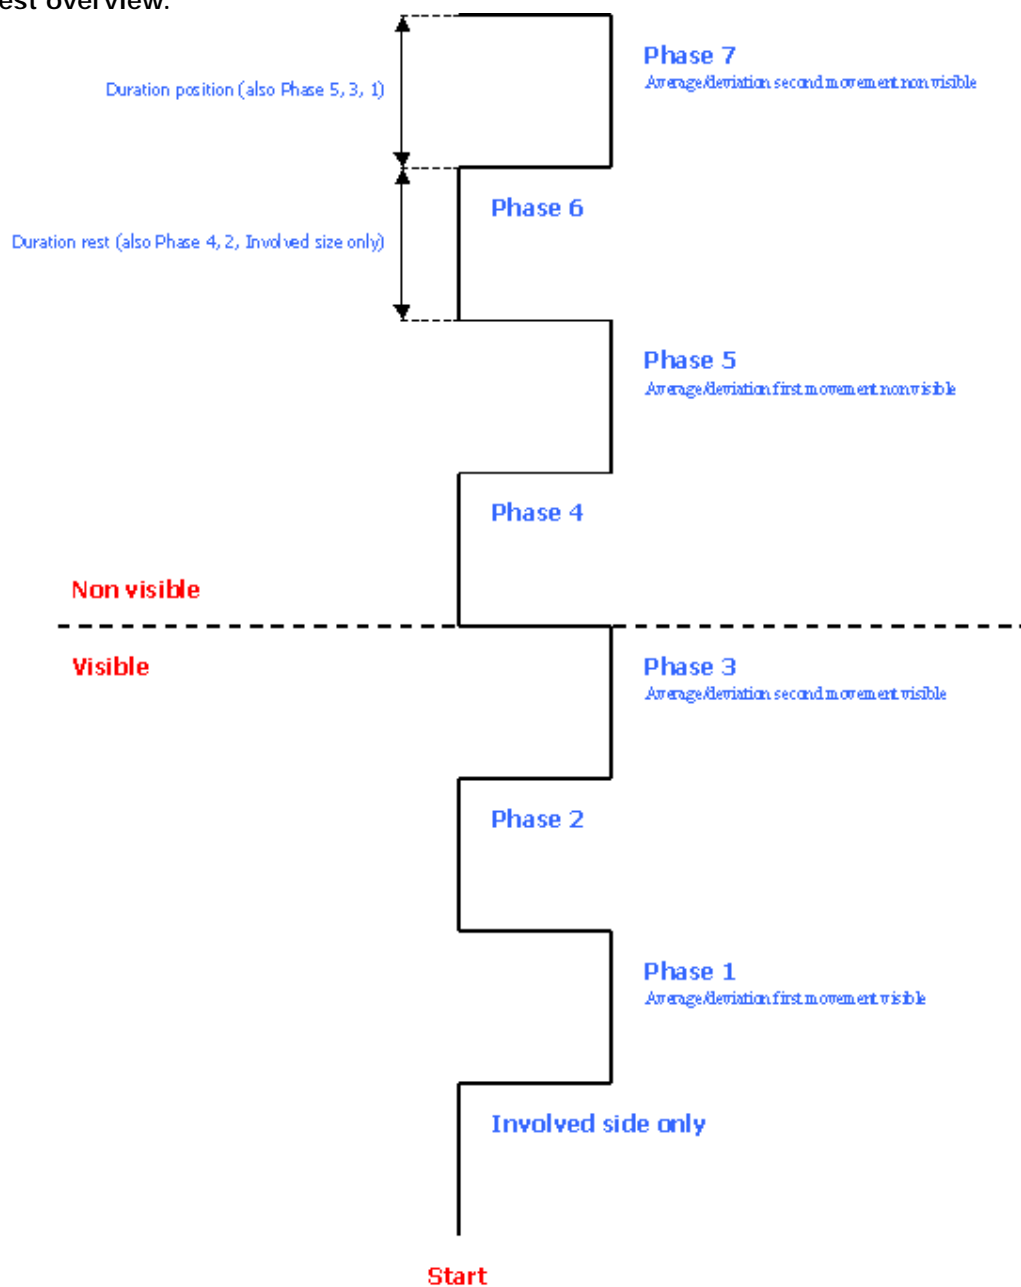 est overview.
Phase 7
Average/deviation second movement non visible
Duration position (also Phase 5, 3, 1)
Phase 6
Duration rest (also Phase 4, 2, Involved size only)
Phase 5
Average/deviation first movement non visible
Phase 4
Non visible
Visible
Phase 3
Average/deviation second movement visible
Phase 2
Phase 1
Average/deviation first movement visible
Involved side only
Start